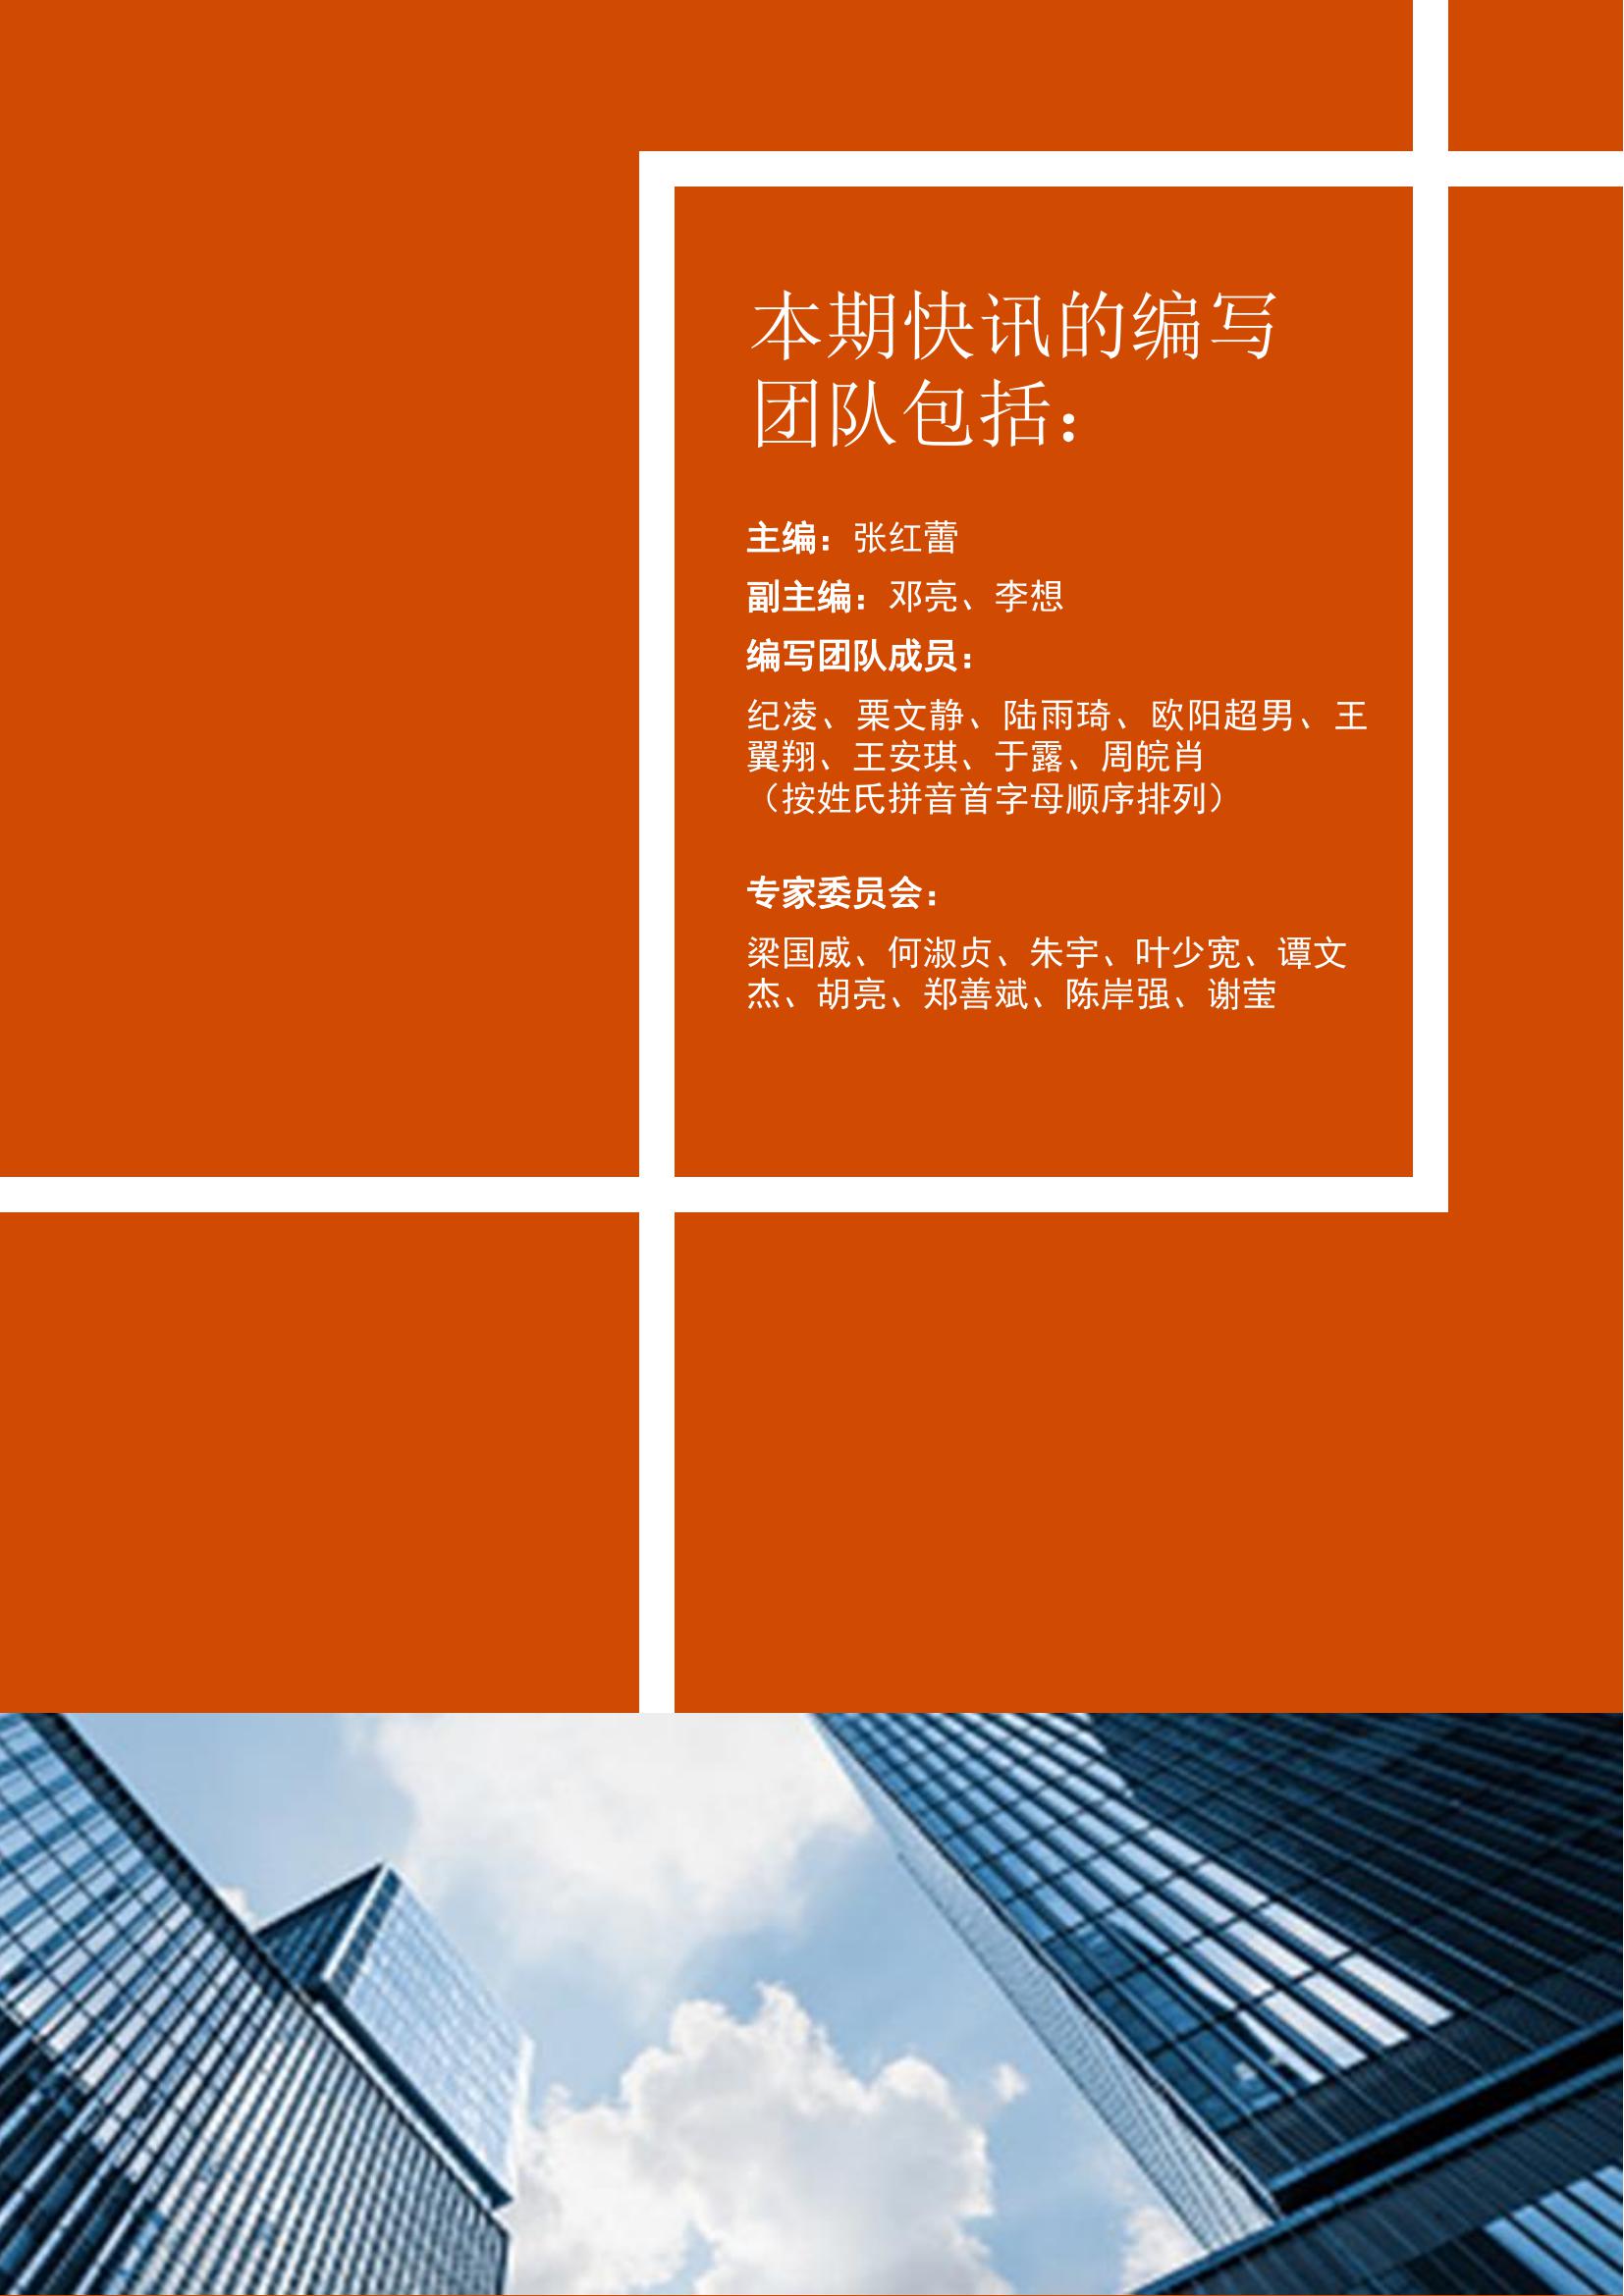 本期快讯的编写
团队包括：
主编：张红蕾
副主编：邓亮、李想
编写团队成员：
纪凌、栗文静、陆雨琦、欧阳超男、王
翼翔、王安琪、于露、周皖肖
（按姓氏拼音首字母顺序排列）
专家委员会：
梁国威、何淑贞、朱宇、叶少宽、谭文
杰、胡亮、郑善斌、陈岸强、谢莹